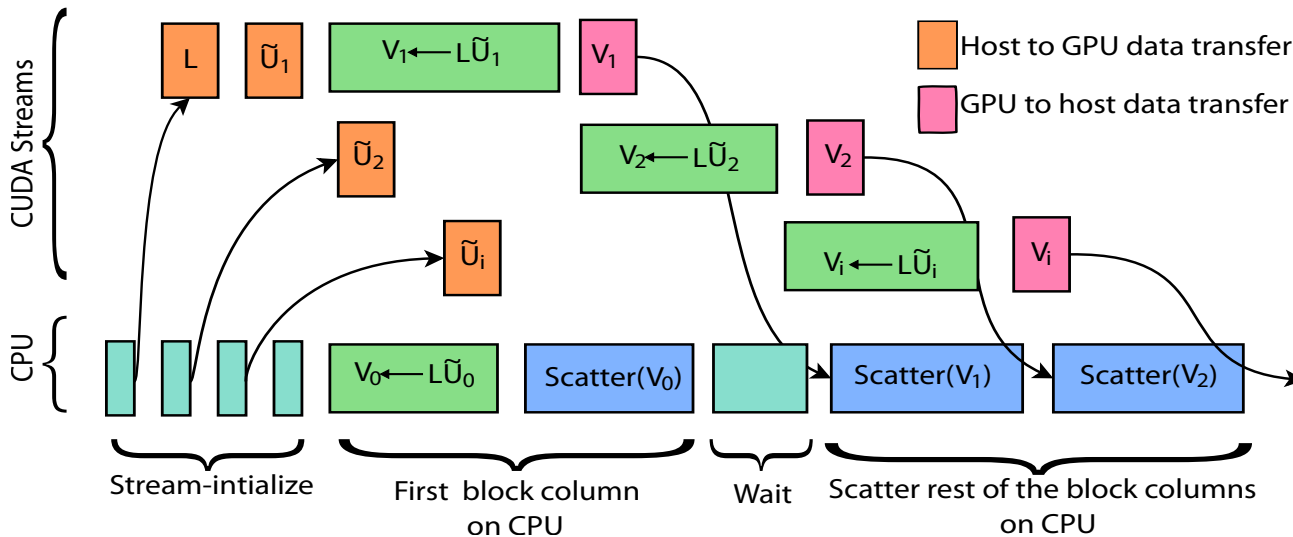 CUDA Streams
L
Ũ₁
V₁←LŨ₁
V₁
Host to GPU data transfer
GPU to host data transfer
Ũ₂
V₂←LŨ₂
V₂
Ũᵢ
Vᵢ←LŨᵢ
Vᵢ
CPU
V₀←LŨ₀
Scatter(V₀)
Scatter(V₁)
Scatter(V₂)
Stream-intialize
First block column
on CPU
Wait
Scatter rest of the block columns
on CPU